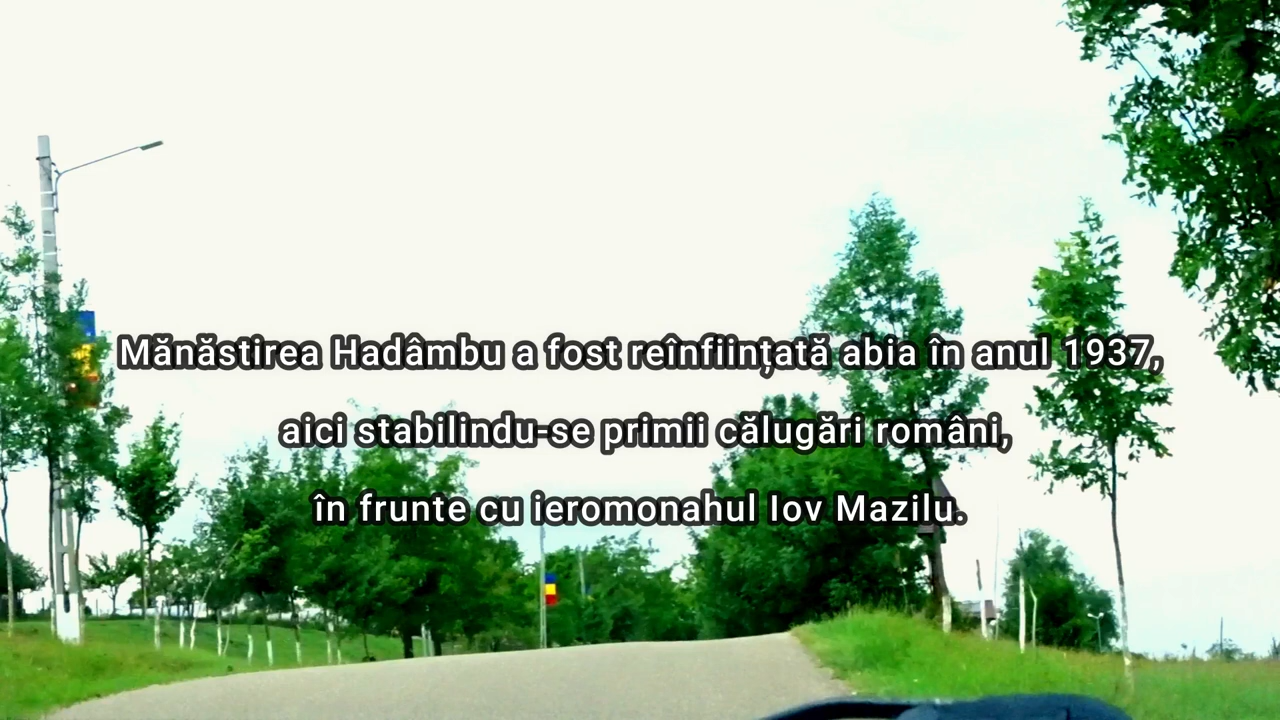 Mănăstirea Hadâmbu a fost reînființată abia în anul 1937,
aici stabilindu-se primii călugări români,
în frunte cu ieromonahul Iov Mazilu.